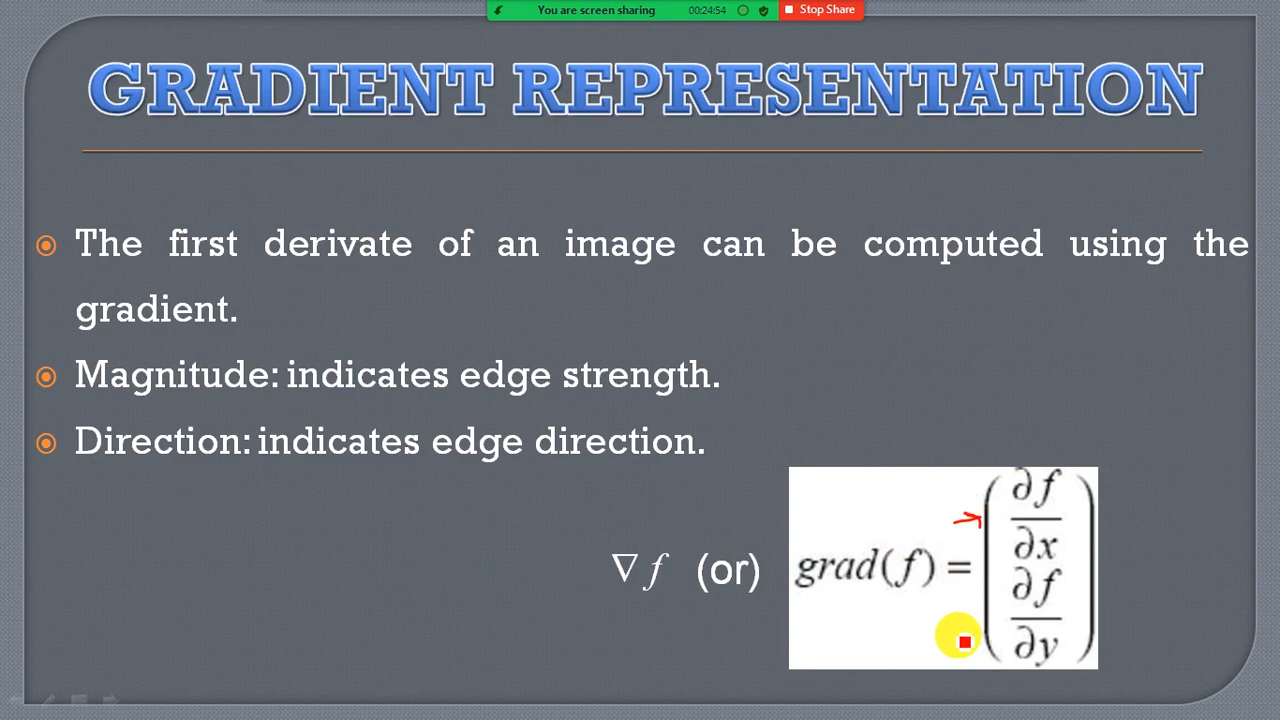 You are screen sharing 00:24:54 Stop Share
GRADIENT REPRESENTATION
The first derivate of an image can be computed using the
gradient.
Magnitude: indicates edge strength.
Direction: indicates edge direction.
∇f (or) grad(f) = ( ∂f/∂x ∂f/∂y )